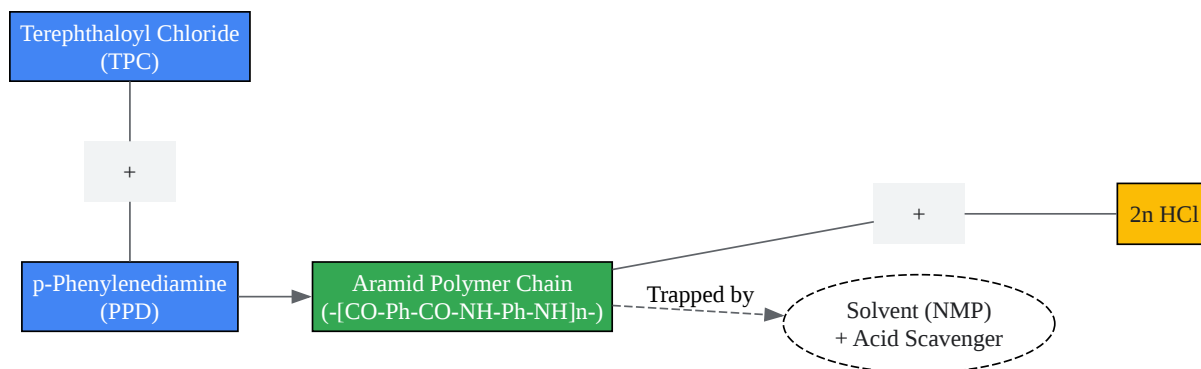 Terephthaloyl Chloride
(TPC)
+
p-Phenylenediamine
(PPD)
Aramid Polymer Chain
(-[CO-Ph-CO-NH-Ph-NH]n-)
+
2n HCl
Trapped by
Solvent (NMP)
+ Acid Scavenger